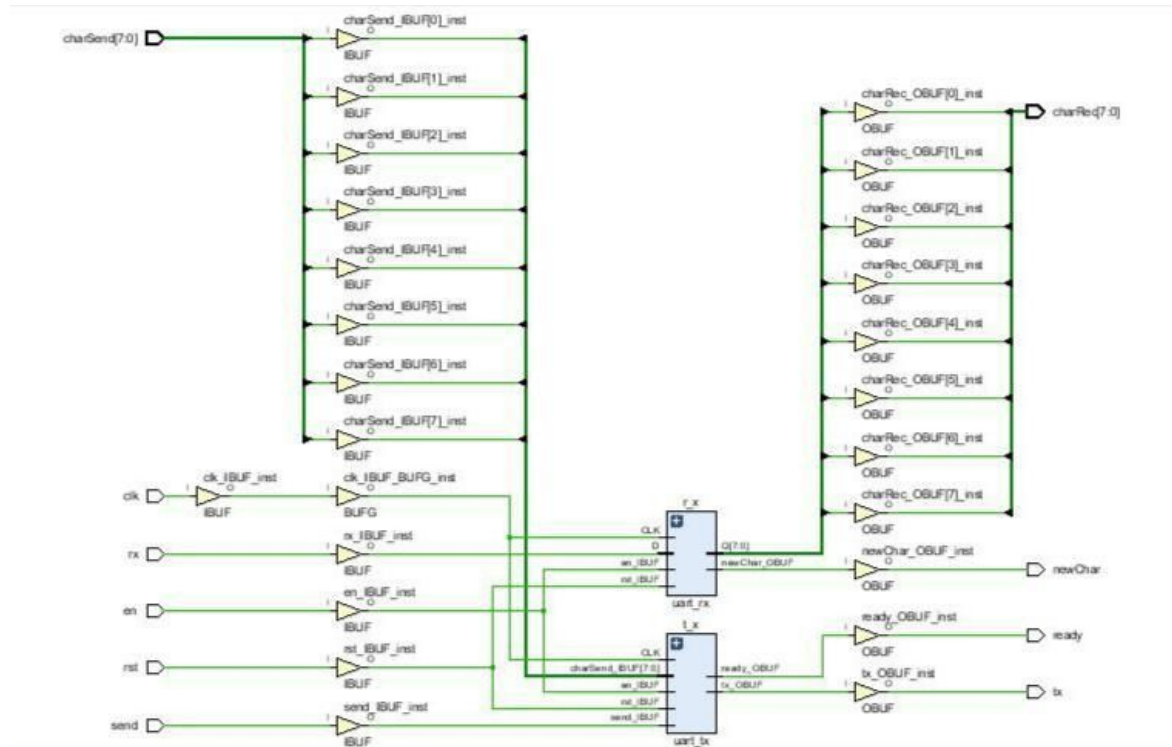 charSend[7:0]
charSend_IBUF[0]_inst
I
O
IBUF
charSend_IBUF[1]_inst
I
O
IBUF
charSend_IBUF[2]_inst
I
O
IBUF
charSend_IBUF[3]_inst
I
O
IBUF
charSend_IBUF[4]_inst
I
O
IBUF
charSend_IBUF[5]_inst
I
O
IBUF
charSend_IBUF[6]_inst
I
O
IBUF
charSend_IBUF[7]_inst
I
O
IBUF
clk
clk_IBUF_inst
I
O
IBUF
clk_IBUF_BUFG_inst
I
O
BUFG
rx
rx_IBUF_inst
I
O
IBUF
en
en_IBUF_inst
I
O
IBUF
rst
rst_IBUF_inst
I
O
IBUF
send
send_IBUF_inst
I
O
IBUF
r_x
CLK
D
en_IBUF
rst_IBUF
Q[7:0]
newChar_OBUF
uart_rx
t_x
CLK
charSend_IBUF[7:0]
en_IBUF
rst_IBUF
send_IBUF
ready_OBUF
tx_OBUF
uart_tx
charRec_OBUF[0]_inst
I
O
OBUF
charRec[7:0]
charRec_OBUF[1]_inst
I
O
OBUF
charRec_OBUF[2]_inst
I
O
OBUF
charRec_OBUF[3]_inst
I
O
OBUF
charRec_OBUF[4]_inst
I
O
OBUF
charRec_OBUF[5]_inst
I
O
OBUF
charRec_OBUF[6]_inst
I
O
OBUF
charRec_OBUF[7]_inst
I
O
OBUF
newChar_OBUF_inst
I
O
OBUF
newChar
ready_OBUF_inst
I
O
OBUF
ready
tx_OBUF_inst
I
O
OBUF
tx